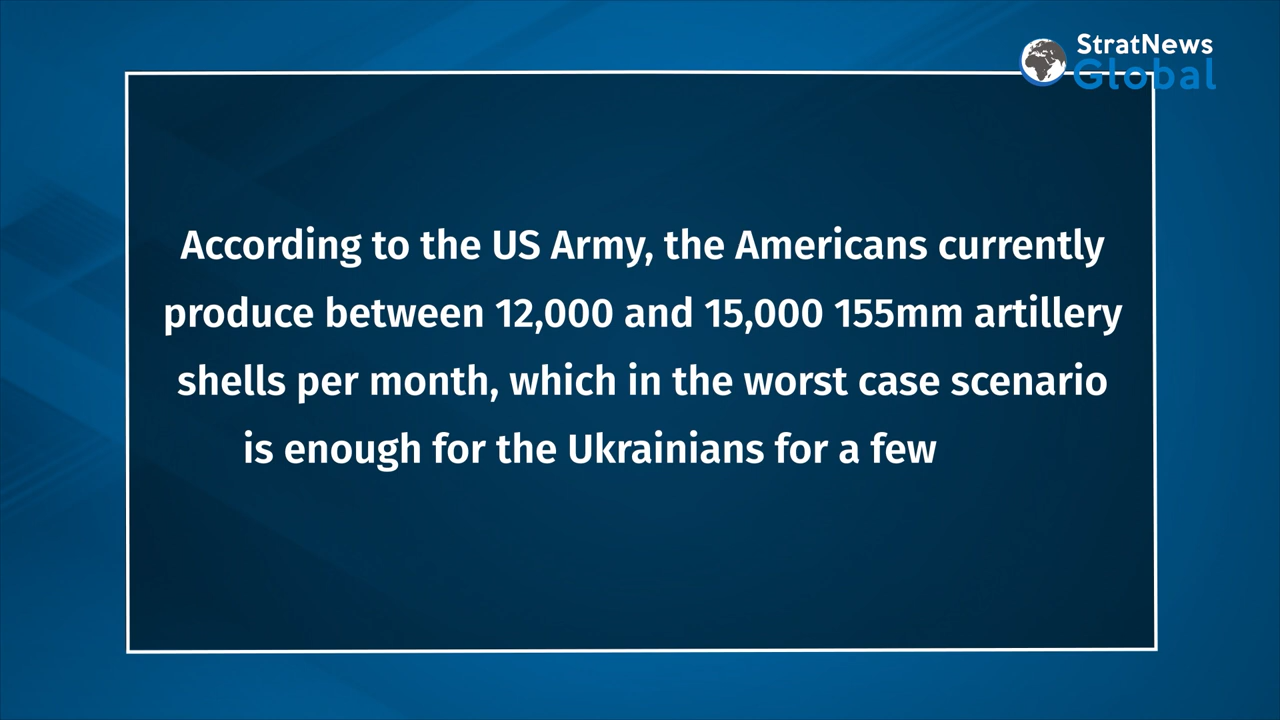 StratNews
Global
According to the US Army, the Americans currently
produce between 12,000 and 15,000 155mm artillery
shells per month, which in the worst case scenario
is enough for the Ukrainians for a few